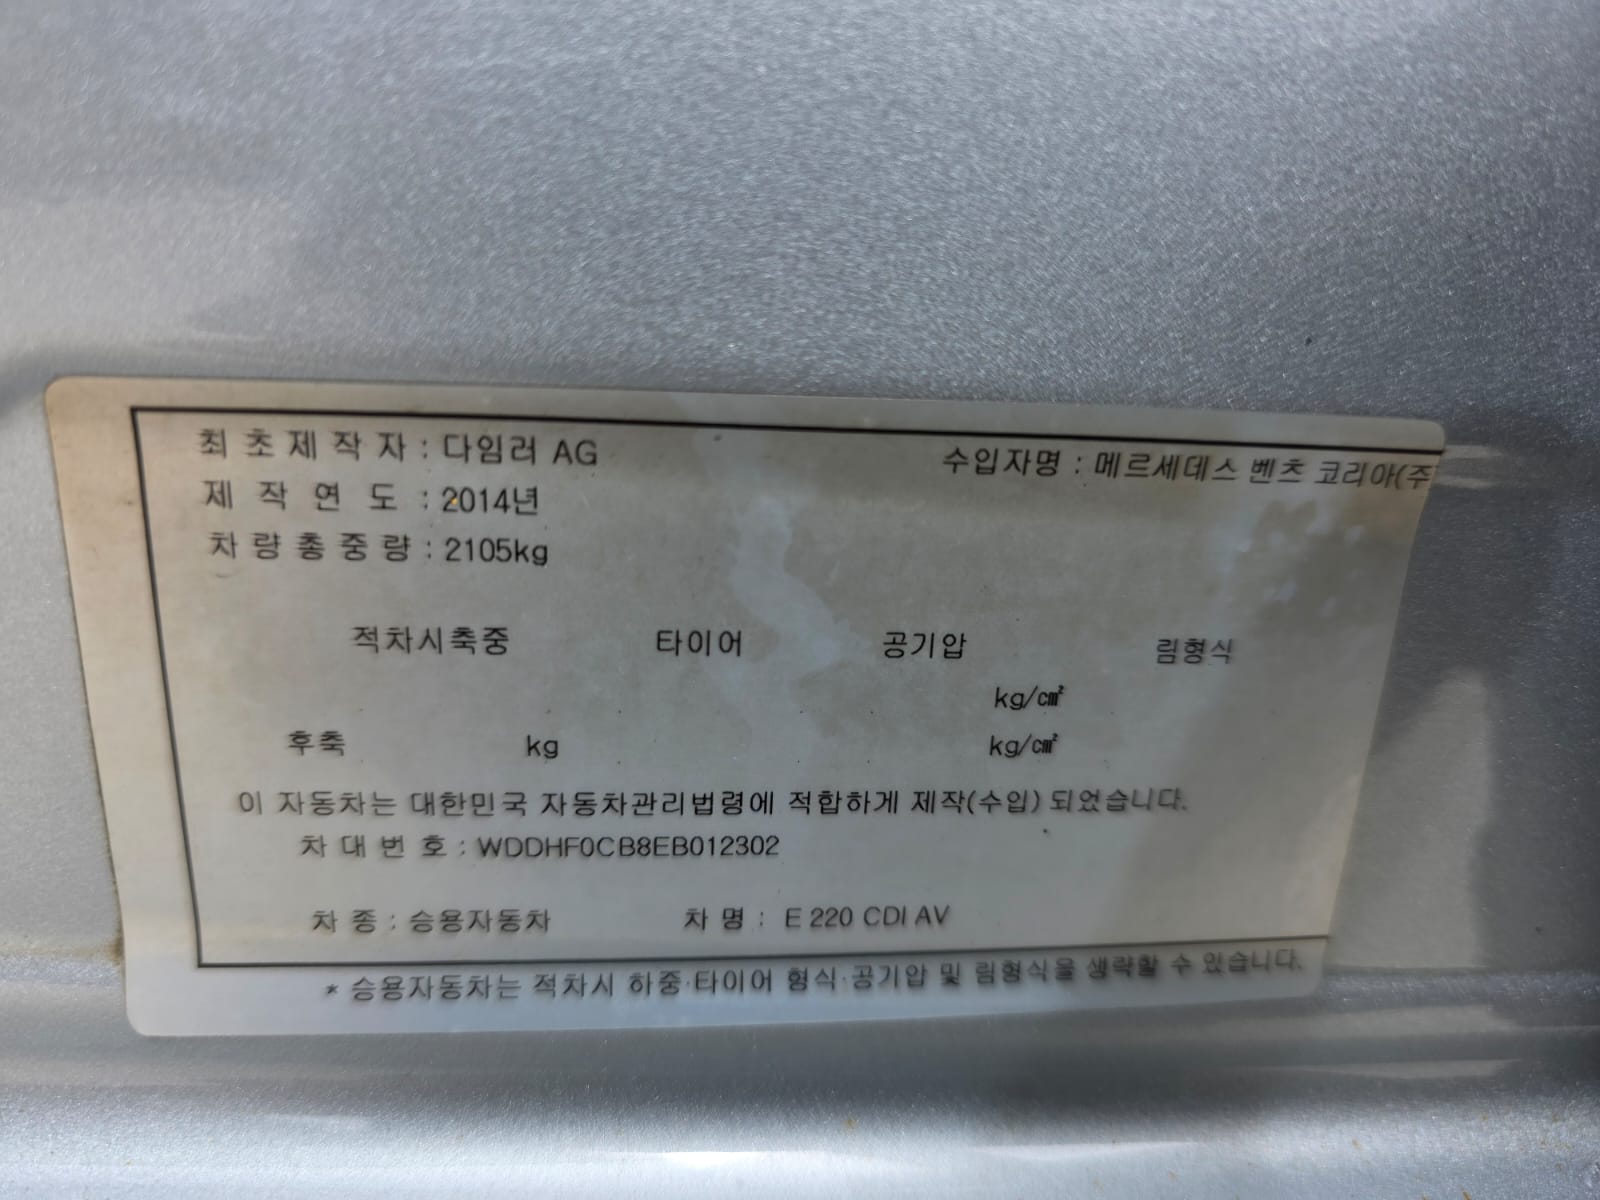 최초제작자 : 다임러 AG 수입자명 : 메르세데스 벤츠 코리아(주
제작연도 : 2014년
차량총중량 : 2105kg
적차시축중 타이어 공기압 림형식
kg/㎠
후축 kg kg/㎠
이 자동차는 대한민국 자동차관리법령에 적합하게 제작(수입) 되었습니다.
차대번호 : WDDHF0CB8EB012302
차종 : 승용자동차 차명 : E 220 CDI AV
* 승용자동차는 적차시 하중·타이어 형식·공기압 및 림형식을 생략할 수 있습니다.